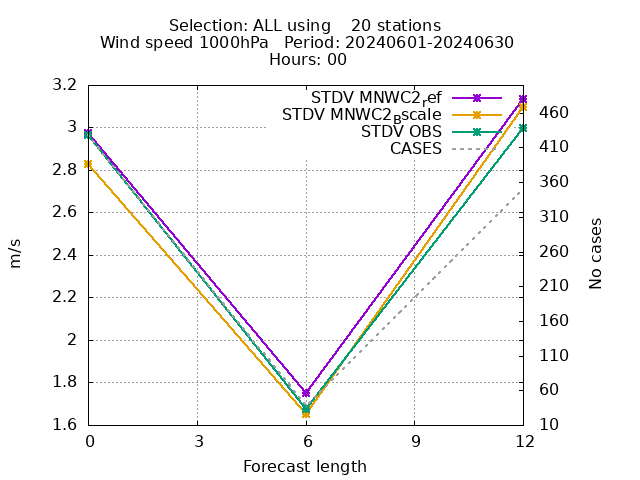 Selection: ALL using    20 stations
Wind speed 1000hPa   Period: 20240601-20240630
Hours: 00
STDV MNWC2ref
STDV MNWC2Bscale
STDV OBS
CASES
3.2
3
2.8
2.6
2.4
2.2
2
1.8
1.6
m/s
460
410
360
310
260
210
160
110
60
10
No cases
0 3 6 9 12
Forecast length